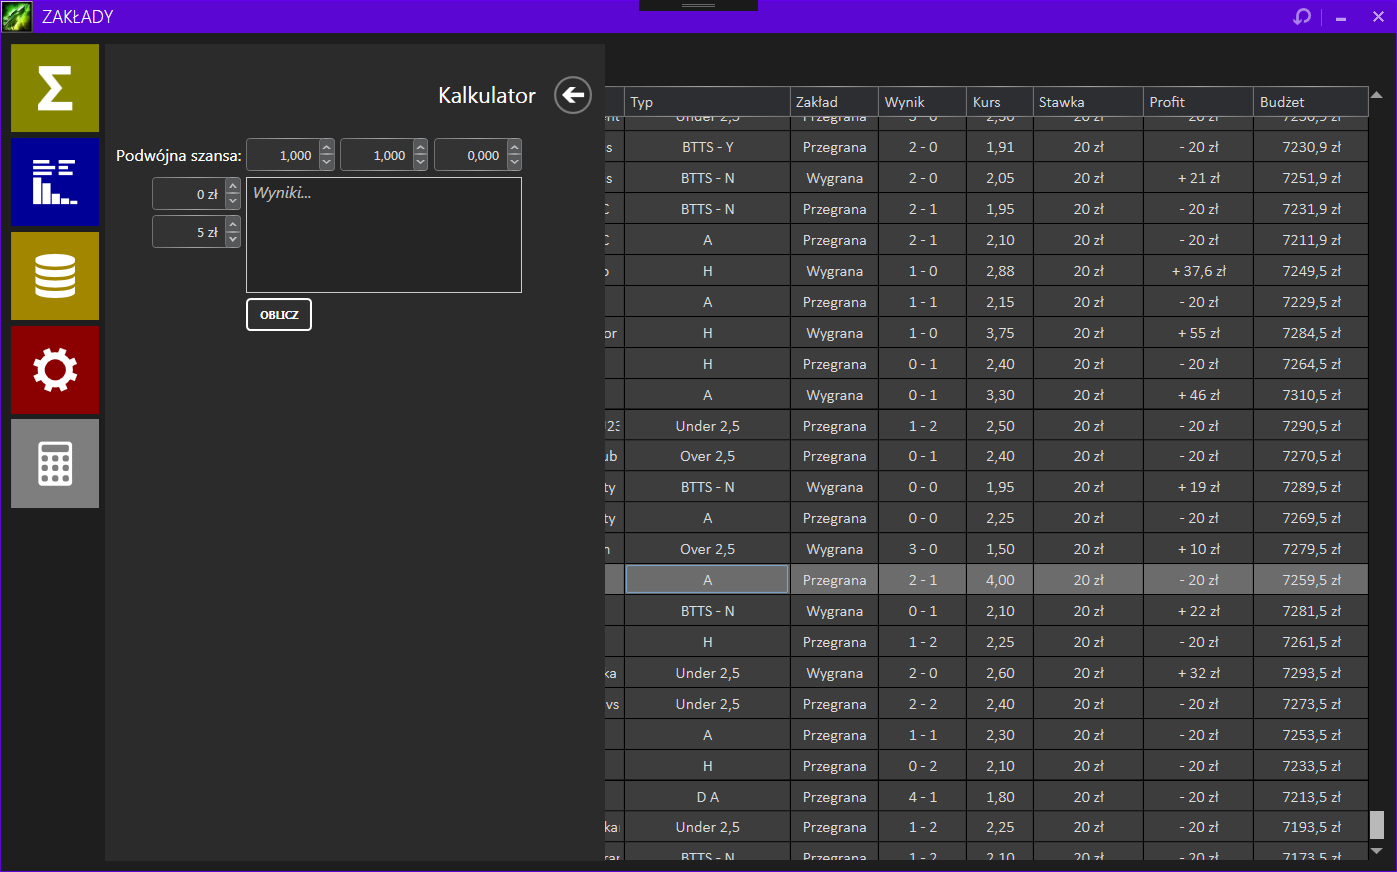 ZAKŁADY
Kalkulator
Podwójna szansa: 1,000 1,000 0,000
0 zł
Wyniki...
5 zł
OBLICZ
Typ Zakład Wynik Kurs Stawka Profit Budżet
s BTTS - Y Przegrana 2 - 0 1,91 20 zł - 20 zł 7230,9 zł
s BTTS - N Wygrana 2 - 0 2,05 20 zł + 21 zł 7251,9 zł
C BTTS - N Przegrana 2 - 1 1,95 20 zł - 20 zł 7231,9 zł
A Przegrana 2 - 1 2,10 20 zł - 20 zł 7211,9 zł
H Wygrana 1 - 0 2,88 20 zł + 37,6 zł 7249,5 zł
A Przegrana 1 - 1 2,15 20 zł - 20 zł 7229,5 zł
or H Wygrana 1 - 0 3,75 20 zł + 55 zł 7284,5 zł
H Przegrana 0 - 1 2,40 20 zł - 20 zł 7264,5 zł
A Wygrana 0 - 1 3,30 20 zł + 46 zł 7310,5 zł
Under 2,5 Przegrana 1 - 2 2,50 20 zł - 20 zł 7290,5 zł
ub Over 2,5 Przegrana 0 - 1 2,40 20 zł - 20 zł 7270,5 zł
ty BTTS - N Wygrana 0 - 0 1,95 20 zł + 19 zł 7289,5 zł
ty A Przegrana 0 - 0 2,25 20 zł - 20 zł 7269,5 zł
Over 2,5 Wygrana 3 - 0 1,50 20 zł + 10 zł 7279,5 zł
A Przegrana 2 - 1 4,00 20 zł - 20 zł 7259,5 zł
BTTS - N Wygrana 0 - 1 2,10 20 zł + 22 zł 7281,5 zł
H Przegrana 1 - 2 2,25 20 zł - 20 zł 7261,5 zł
ka Under 2,5 Wygrana 2 - 0 2,60 20 zł + 32 zł 7293,5 zł
vs Under 2,5 Przegrana 2 - 2 2,40 20 zł - 20 zł 7273,5 zł
A Przegrana 1 - 1 2,30 20 zł - 20 zł 7253,5 zł
H Przegrana 0 - 2 2,10 20 zł - 20 zł 7233,5 zł
D A Przegrana 4 - 1 1,80 20 zł - 20 zł 7213,5 zł
Under 2,5 Przegrana 1 - 2 2,25 20 zł - 20 zł 7193,5 zł
BTTS - N Przegrana 1 - 2 2,10 20 zł - 20 zł 7173,5 zł